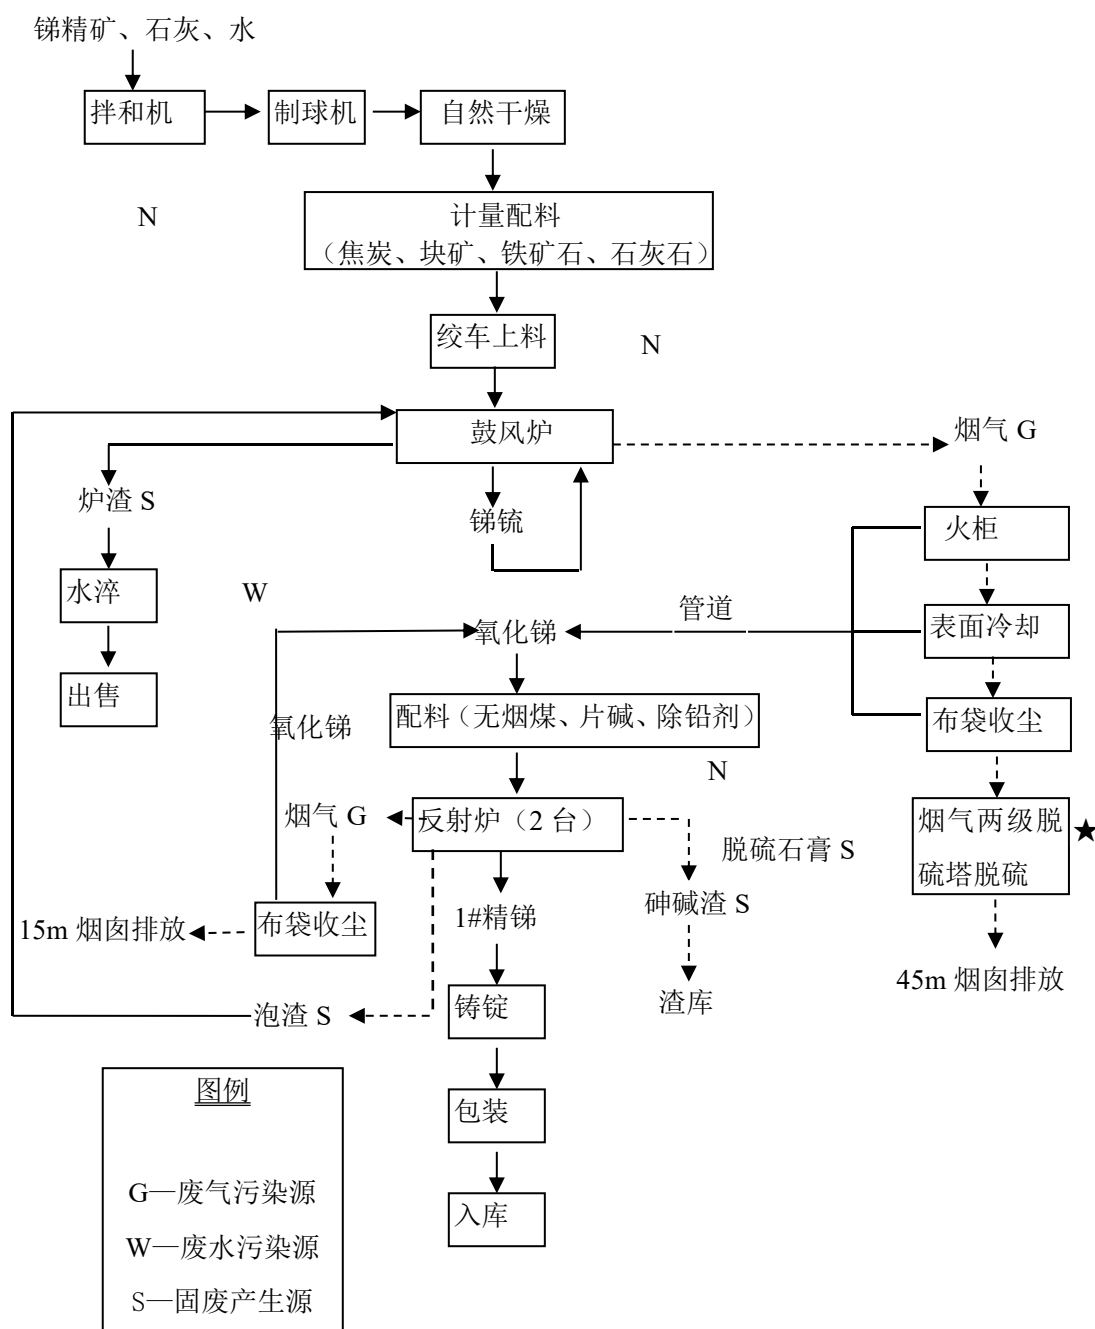 锑精矿、石灰、水
拌和机
制球机
自然干燥
N
计量配料
（焦炭、块矿、铁矿石、石灰石）
绞车上料
N
鼓风炉
烟气 G
炉渣 S
锑锍
火柜
水淬
W
管道
氧化锑
表面冷却
出售
氧化锑
配料（无烟煤、片碱、除铅剂）
布袋收尘
N
烟气 G
反射炉（2 台）
脱硫石膏 S
烟气两级脱
硫塔脱硫
★
砷碱渣 S
15m 烟囱排放
布袋收尘
1#精锑
45m 烟囱排放
渣库
泡渣 S
铸锭
图例
包装
G—废气污染源
入库
W—废水污染源
S—固废产生源